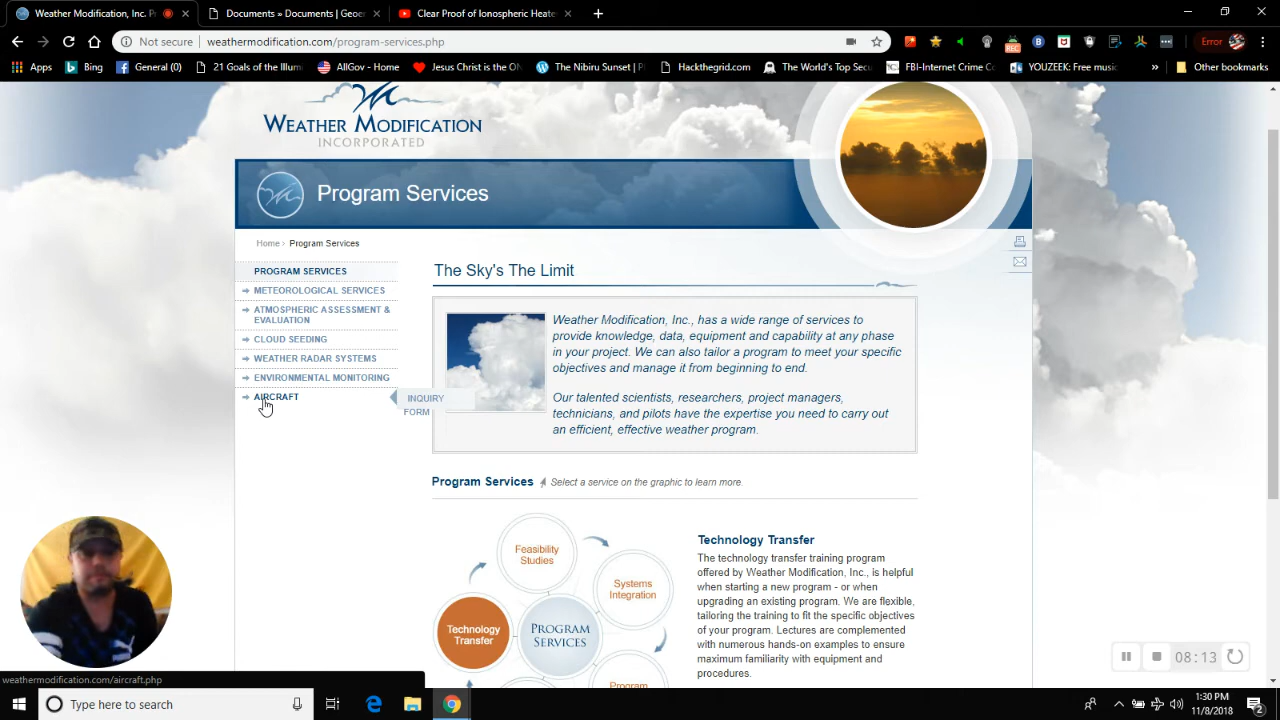 Weather Modification, Inc. P
Documents » Documents | Geoe
Clear Proof of Ionospheric Heate
Not secure
weathermodification.com/program-services.php
REC
Error
Apps
Bing
General (0)
21 Goals of the Illumi
AllGov - Home
Jesus Christ is the ON
The Nibiru Sunset | P
Hackthegrid.com
The World's Top Secu
FBI-Internet Crime Co
YOUZEEK: Free music
»
Other bookmarks
WEATHER MODIFICATION
INCORPORATED
Program Services
Home › Program Services
PROGRAM SERVICES
METEOROLOGICAL SERVICES
ATMOSPHERIC ASSESSMENT &
EVALUATION
CLOUD SEEDING
WEATHER RADAR SYSTEMS
ENVIRONMENTAL MONITORING
AIRCRAFT
INQUIRY
FORM
The Sky's The Limit
Weather Modification, Inc., has a wide range of services to
provide knowledge, data, equipment and capability at any phase
in your project. We can also tailor a program to meet your specific
objectives and manage it from beginning to end.
Our talented scientists, researchers, project managers,
technicians, and pilots have the expertise you need to carry out
an efficient, effective weather program.
Program Services
Select a service on the graphic to learn more.
Feasibility
Studies
Systems
Integration
Technology
Transfer
PROGRAM
SERVICES
Program
Technology Transfer
The technology transfer training program
offered by Weather Modification, Inc., is helpful
when starting a new program - or when
upgrading an existing program. We are flexible,
tailoring the training to fit the specific objectives
of your program. Lectures are complemented
with numerous hands-on examples to ensure
maximum familiarity with equipment and
procedures.
08:13
weathermodification.com/aircraft.php
Type here to search
1:30 PM
11/8/2018
2